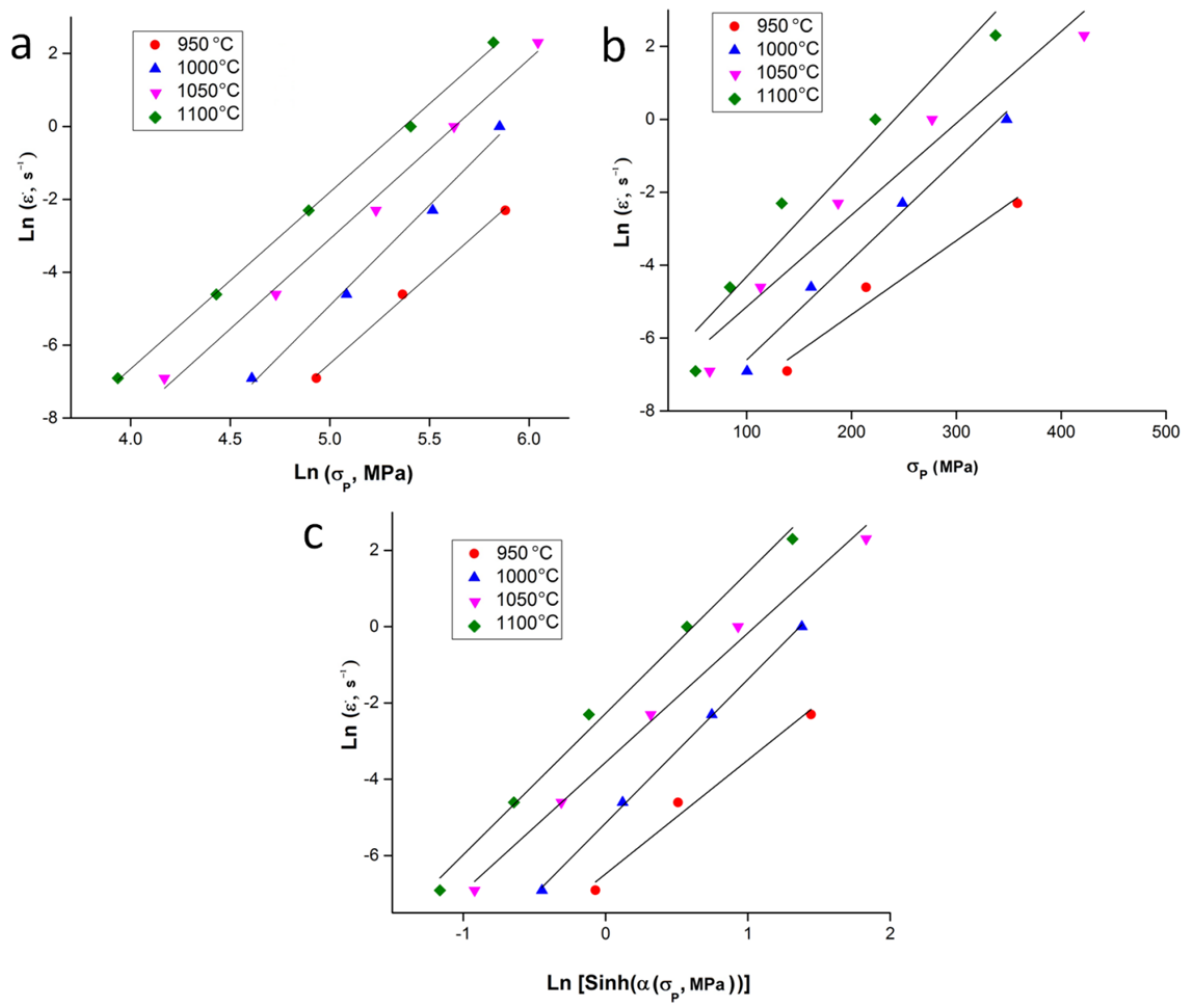 a
950 °C
1000°C
1050°C
1100°C
Ln (ε̇, s⁻¹)
2
0
-2
-4
-6
-8
4.0 4.5 5.0 5.5 6.0
Ln (σP, MPa)
b
950 °C
1000°C
1050°C
1100°C
Ln (ε̇, s⁻¹)
2
0
-2
-4
-6
-8
100 200 300 400 500
σP (MPa)
c
950 °C
1000°C
1050°C
1100°C
Ln (ε̇, s⁻¹)
2
0
-2
-4
-6
-1 0 1 2
Ln [Sinh(α(σP, MPa))]